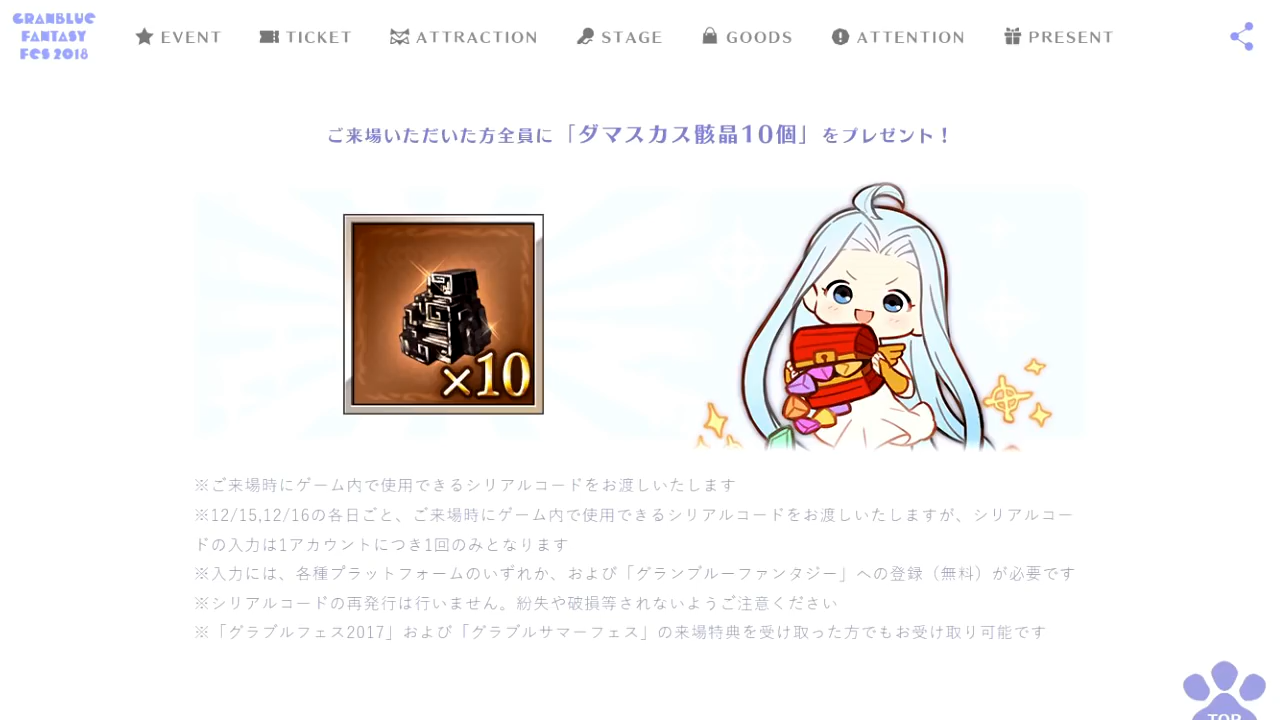 GRANBLUE
FANTASY
FES 2018
EVENT
TICKET
ATTRACTION
STAGE
GOODS
ATTENTION
PRESENT
ご来場いただいた方全員に「ダマスカス骸晶10個」をプレゼント！
×10
※ご来場時にゲーム内で使用できるシリアルコードをお渡しいたします
※12/15,12/16の各日ごと、ご来場時にゲーム内で使用できるシリアルコードをお渡しいたしますが、シリアルコー
ドの入力は1アカウントにつき1回のみとなります
※入力には、各種プラットフォームのいずれか、および「グランブルーファンタジー」への登録（無料）が必要です
※シリアルコードの再発行は行いません。紛失や破損等されないようご注意ください
※「グラブルフェス2017」および「グラブルサマーフェス」の来場特典を受け取った方でもお受け取り可能です
TOP